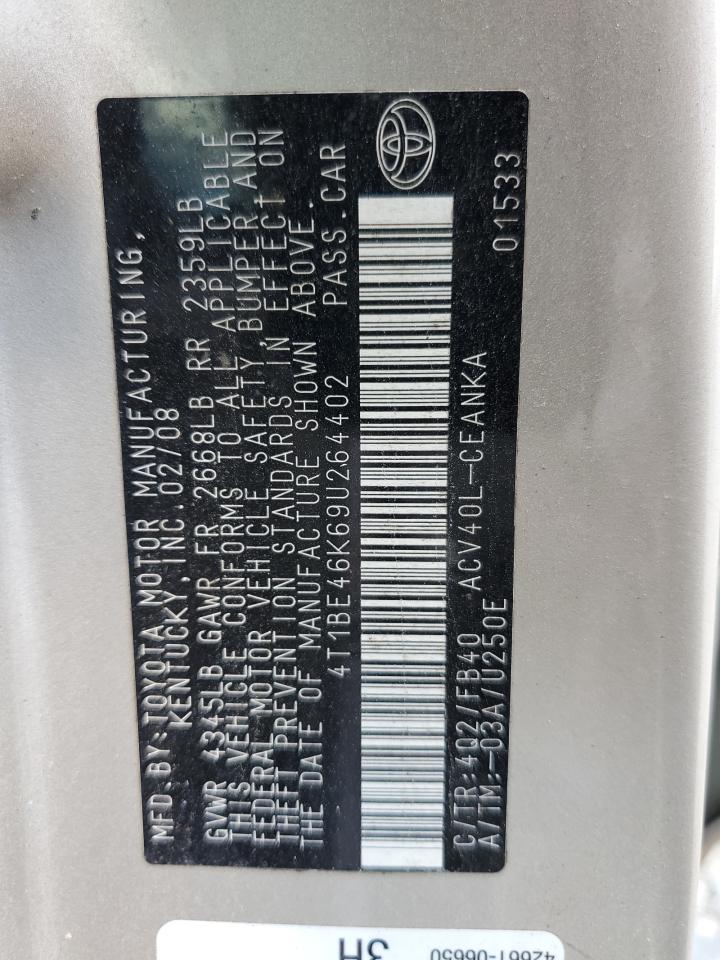 MFD.BY:TOYOTA MOTOR MANUFACTURING,
KENTUCKY,INC. 02/08
GVWR 4345LB GAWR FR 2668LB RR 2359LB
THIS VEHICLE CONFORMS TO ALL APPLICABLE
FEDERAL MOTOR VEHICLE SAFETY, BUMPER AND
THEFT PREVENTION STANDARDS IN EFFECT ON
THE DATE OF MANUFACTURE SHOWN ABOVE.
4T1BE46K69U264402 PASS.CAR
C/TR:4Q2/FB40 ACV40L-CEANKA
A/TM:-03A/U250E 01533
3H
42661-06650